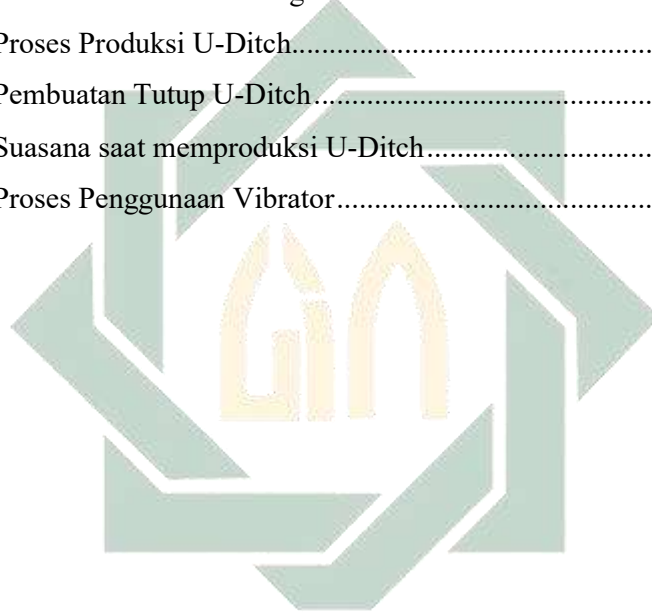 Proses Produksi U-Ditch............................................
Pembuatan Tutup U-Ditch.........................................
Suasana saat memproduksi U-Ditch............................
Proses Penggunaan Vibrator......................................